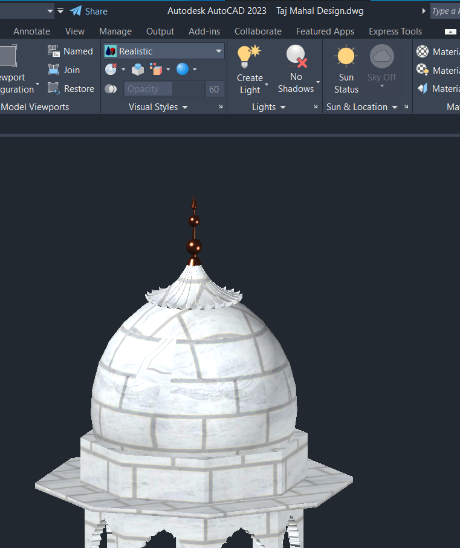 Share Autodesk AutoCAD 2023 Taj Mahal Design.dwg Type a
Annotate View Manage Output Add-ins Collaborate Featured Apps Express Tools
Named Realistic Materi
ewport Join Create No Sun Sky Off Materi
guration Restore Opacity 60 Light Shadows Status Materi
Model Viewports Visual Styles Lights Sun & Location Mat